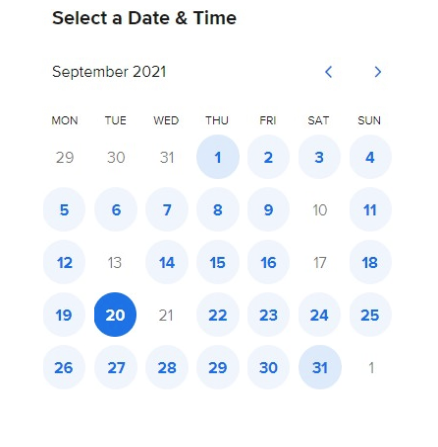 Select a Date & Time
September 2021
MON TUE WED THU FRI SAT SUN
29 30 31 1 2 3 4
5 6 7 8 9 10 11
12 13 14 15 16 17 18
19 20 21 22 23 24 25
26 27 28 29 30 31 1